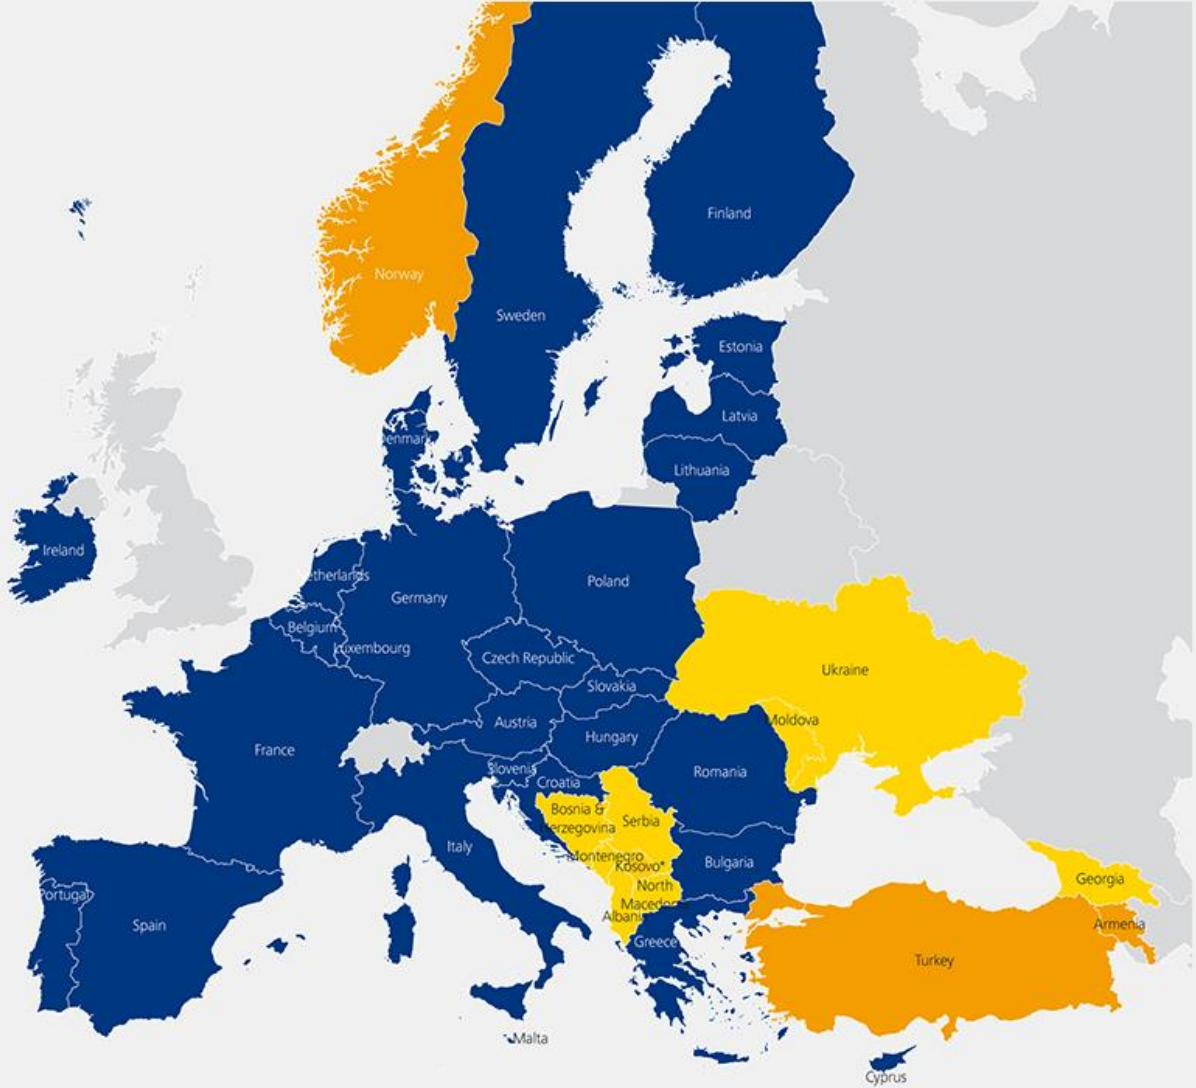 Finland
Norway
Sweden
Estonia
Latvia
Denmark
Lithuania
Ireland
Netherlands
Poland
Germany
Belgium
Luxembourg
Czech Republic
Ukraine
Slovakia
Moldova
Austria
Hungary
France
Slovenia
Romania
Croatia
Bosnia &
Herzegovina
Serbia
Italy
Montenegro
Kosovo*
Bulgaria
Georgia
North
Macedon
Portugal
Albania
Spain
Armenia
Greece
Turkey
Malta
Cyprus